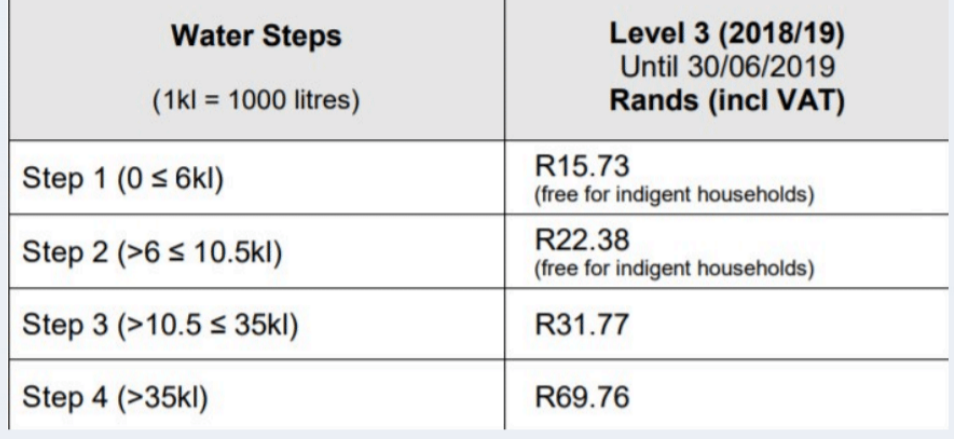 Water Steps
(1kl = 1000 litres)
Level 3 (2018/19)
Until 30/06/2019
Rands (incl VAT)
Step 1 (0 ≤ 6kl)
R15.73
(free for indigent households)
Step 2 (>6 ≤ 10.5kl)
R22.38
(free for indigent households)
Step 3 (>10.5 ≤ 35kl)
R31.77
Step 4 (>35kl)
R69.76